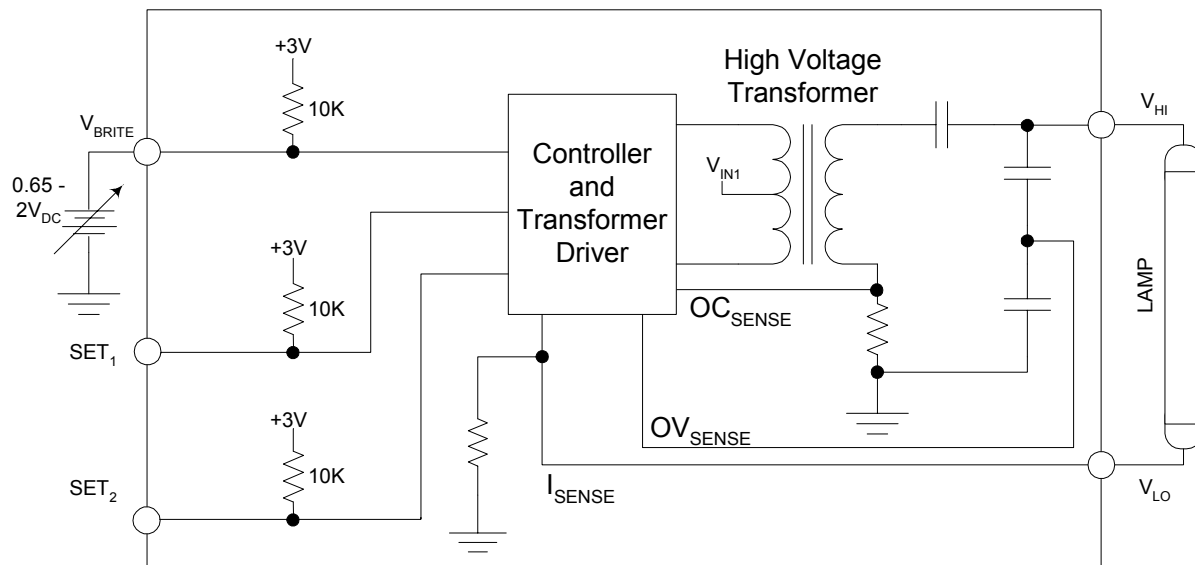 +3V
10K
V_BRITE
0.65 -
2V_DC
+3V
10K
SET_1
+3V
10K
SET_2
Controller
and
Transformer
Driver
High Voltage
Transformer
V_IN1
OC_SENSE
OV_SENSE
I_SENSE
V_HI
LAMP
V_LO